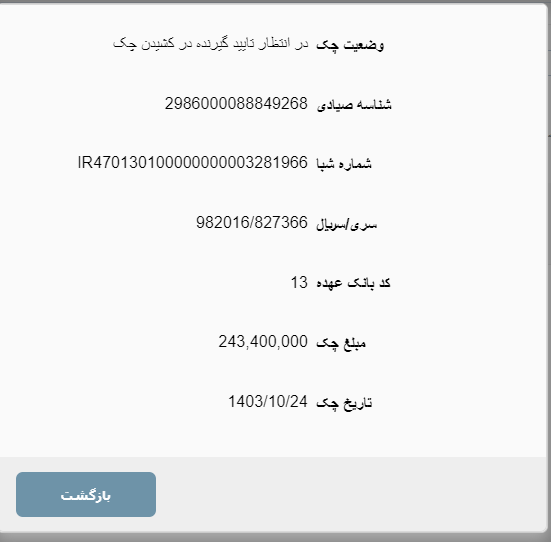 وضعیت چک در انتظار تایید گیرنده در کشیدن چک
شناسه صیادی 2986000088849268
شماره شبا IR470130100000000003281966
سری/سریال 982016/827366
کد بانک عهده 13
مبلغ چک 243,400,000
تاریخ چک 1403/10/24
بازگشت